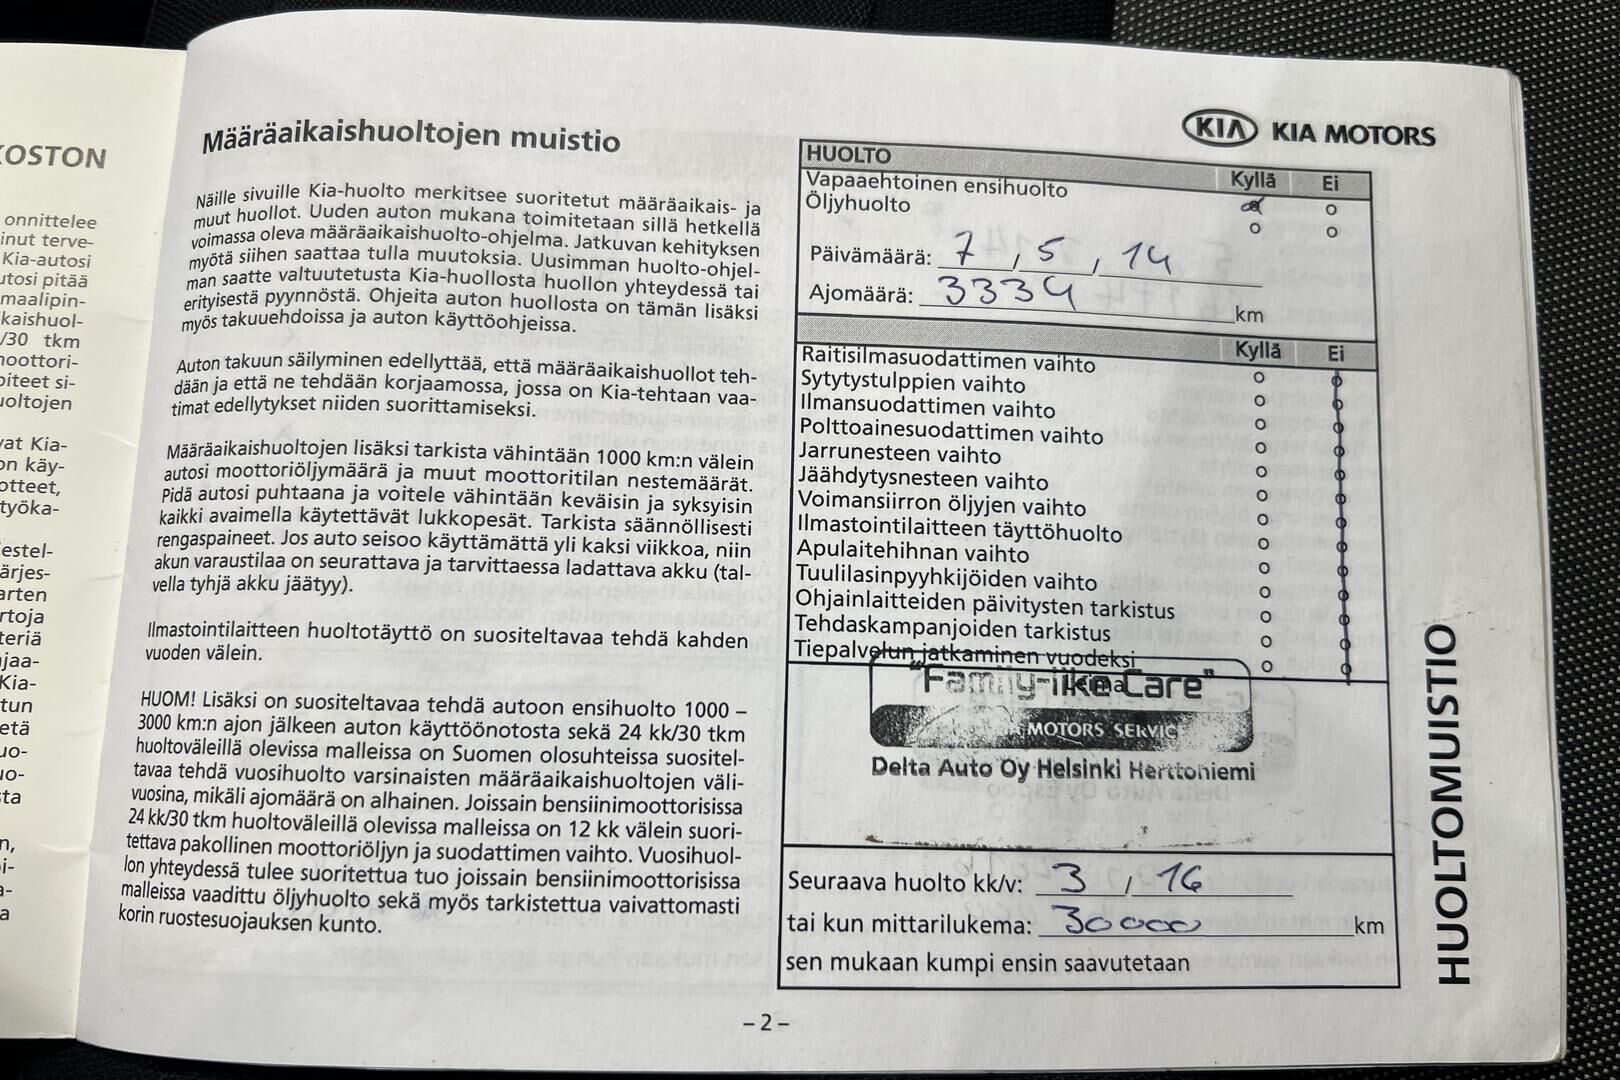 KOSTON
onnittelee
inut terve-
Kia-autosi
utosi pitää
maalipin-
kaishuol-
/30 tkm
moottori-
oiteet si-
uoltojen
vat Kia-
on käy-
otteet,
työka-
estel-
ärjes-
arten
rtoja
teriä
jaa-
Kia-
tun
etä
uo-
uo-
sta
n,
i-
a-
a
Määräaikaishuoltojen muistio
Näille sivuille Kia-huolto merkitsee suoritetut määräaikais- ja
muut huollot. Uuden auton mukana toimitetaan sillä hetkellä
voimassa oleva määräaikaishuolto-ohjelma. Jatkuvan kehityksen
myötä siihen saattaa tulla muutoksia. Uusimman huolto-ohjel-
man saatte valtuutetusta Kia-huollosta huollon yhteydessä tai
erityisestä pyynnöstä. Ohjeita auton huollosta on tämän lisäksi
myös takuuehdoissa ja auton käyttöohjeissa.
Auton takuun säilyminen edellyttää, että määräaikaishuollot teh-
dään ja että ne tehdään korjaamossa, jossa on Kia-tehtaan vaa-
timat edellytykset niiden suorittamiseksi.
Määräaikaishuoltojen lisäksi tarkista vähintään 1000 km:n välein
autosi moottoriöljymäärä ja muut moottoritilan nestemäärät.
Pidä autosi puhtaana ja voitele vähintään keväisin ja syksyisin
kaikki avaimella käytettävät lukkopesät. Tarkista säännöllisesti
rengaspaineet. Jos auto seisoo käyttämättä yli kaksi viikkoa, niin
akun varaustilaa on seurattava ja tarvittaessa ladattava akku (tal-
vella tyhjä akku jäätyy).
Ilmastointilaitteen huoltotäyttö on suositeltavaa tehdä kahden
vuoden välein.
HUOM! Lisäksi on suositeltavaa tehdä autoon ensihuolto 1000 –
3000 km:n ajon jälkeen auton käyttöönotosta sekä 24 kk/30 tkm
huoltoväleillä olevissa malleissa on Suomen olosuhteissa suositel-
tavaa tehdä vuosihuolto varsinaisten määräaikaishuoltojen väli-
vuosina, mikäli ajomäärä on alhainen. Joissain bensiinimoottorisissa
24 kk/30 tkm huoltoväleillä olevissa malleissa on 12 kk välein suori-
tettava pakollinen moottoriöljyn ja suodattimen vaihto. Vuosihuol-
lon yhteydessä tulee suoritettua tuo joissain bensiinimoottorisissa
malleissa vaadittu öljyhuolto sekä myös tarkistettua vaivattomasti
korin ruostesuojauksen kunto.
KIA KIA MOTORS
HUOLTO Kyllä Ei
Vapaaehtoinen ensihuolto
Öljyhuolto
Päivämäärä: 7 , 5 , 14
Ajomäärä: 3334 km
Kyllä Ei
Raitisilmasuodattimen vaihto
Sytytystulppien vaihto
Ilmansuodattimen vaihto
Polttoainesuodattimen vaihto
Jarrunesteen vaihto
Jäähdytysnesteen vaihto
Voimansiirron öljyjen vaihto
Ilmastointilaitteen täyttöhuolto
Apulaitehihnan vaihto
Tuulilasinpyyhkijöiden vaihto
Ohjainlaitteiden päivitysten tarkistus
Tehdaskampanjoiden tarkistus
Tiepalvelun jatkaminen vuodeksi
Leima
"Family-like Care"
MOTORS SERVIC
Delta Auto Oy Helsinki Herttoniemi
Seuraava huolto kk/v: 3 / 16
tai kun mittarilukema: 30000 km
sen mukaan kumpi ensin saavutetaan
HUOLTOMUISTIO
– 2 –